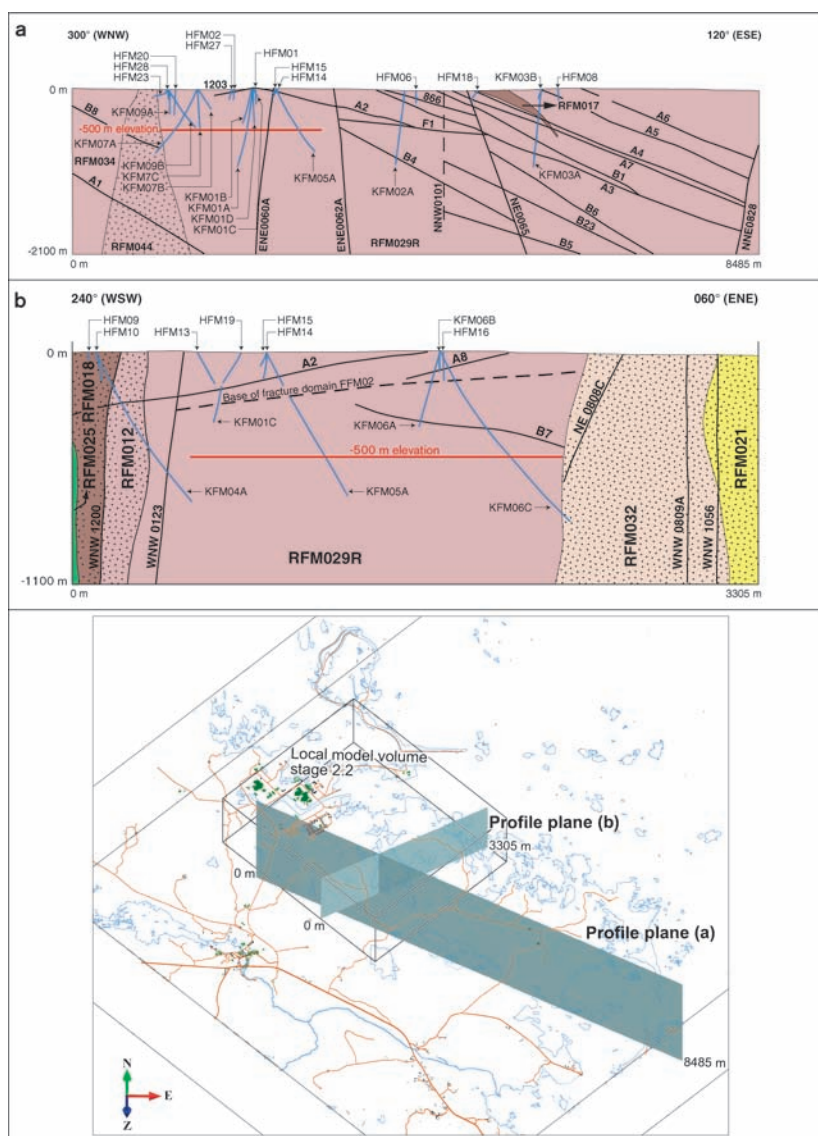 a
300° (WNW)
120° (ESE)
HFM20
HFM28
HFM23
HFM02
HFM27
1203
HFM01
HFM15
HFM14
HFM06
HFM18
KFM03B
HFM08
0 m
B8
KFM09A
-500 m elevation
KFM07A
RFM034
A1
KFM09B
KFM7C
KFM07B
KFM01B
KFM01A
KFM01D
KFM01C
KFM05A
ENE0060A
ENE0062A
A2
F1
B4
866
KFM02A
NNW0101
RFM029R
NE0065
RFM017
KFM03A
A6
A5
A4
A7
B1
A3
B6
B23
B5
NNE0828
RFM044
-2100 m
0 m
8485 m
b
240° (WSW)
060° (ENE)
HFM09
HFM10
HFM13
HFM19
HFM15
HFM14
KFM06B
HFM16
0 m
RFM025
RFM018
RFM012
WNW 1200
WNW 0123
A2
A8
Base of fracture domain FFM02
KFM01C
KFM06A
B7
NE 0808C
-500 m elevation
KFM04A
KFM05A
KFM06C
RFM029R
RFM032
WNW 0809A
WNW 1056
RFM021
-1100 m
0 m
3305 m
Local model volume
stage 2.2
Profile plane (b)
3305 m
0 m
0 m
Profile plane (a)
8485 m
N
E
Z